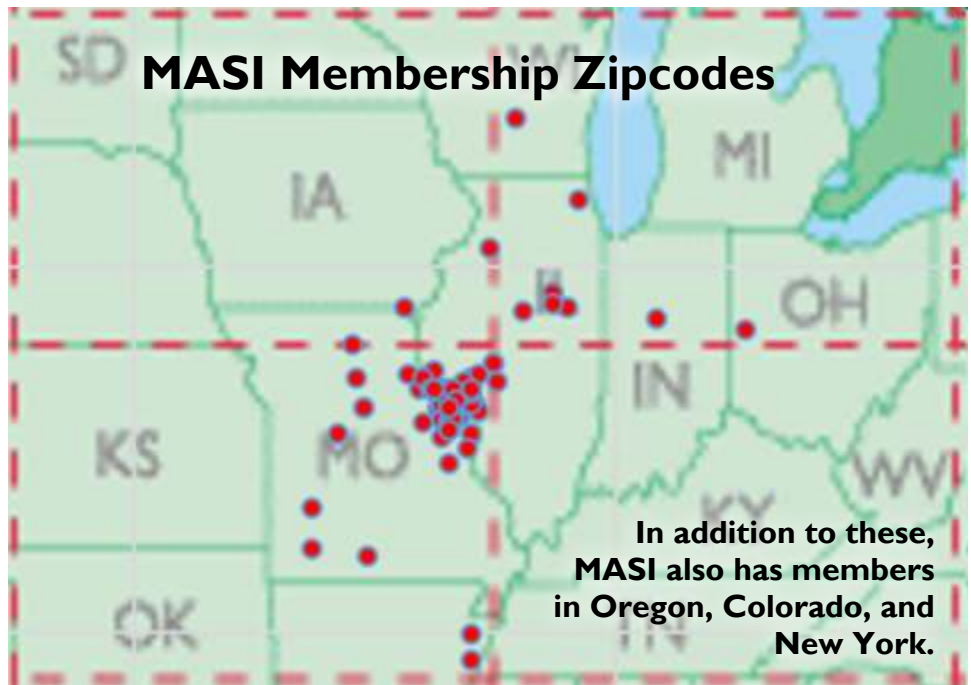 SD
WI
MASI Membership Zipcodes
MI
IA
IL
OH
IN
KS
MO
WV
KY
In addition to these,
MASI also has members
in Oregon, Colorado, and
New York.
OK
TN